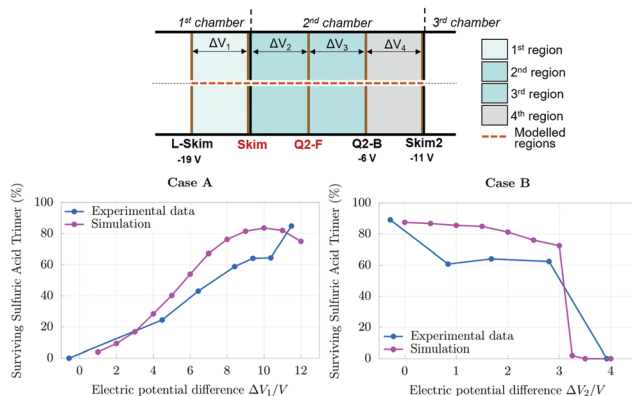 1st chamber
2nd chamber
3rd chamber
ΔV1
ΔV2
ΔV3
ΔV4
1st region
2nd region
3rd region
4th region
Modelled
regions
L-Skim
Skim
Q2-F
Q2-B
Skim2
-19 V
-6 V
-11 V
Case A
Surviving Sulfuric Acid Trimer (%)
100
80
60
40
20
0
Experimental data
Simulation
0 2 4 6 8 10 12
Electric potential difference ΔV1/V
Case B
Surviving Sulfuric Acid Trimer (%)
100
80
60
40
20
0
Experimental data
Simulation
0 1 2 3 4
Electric potential difference ΔV2/V